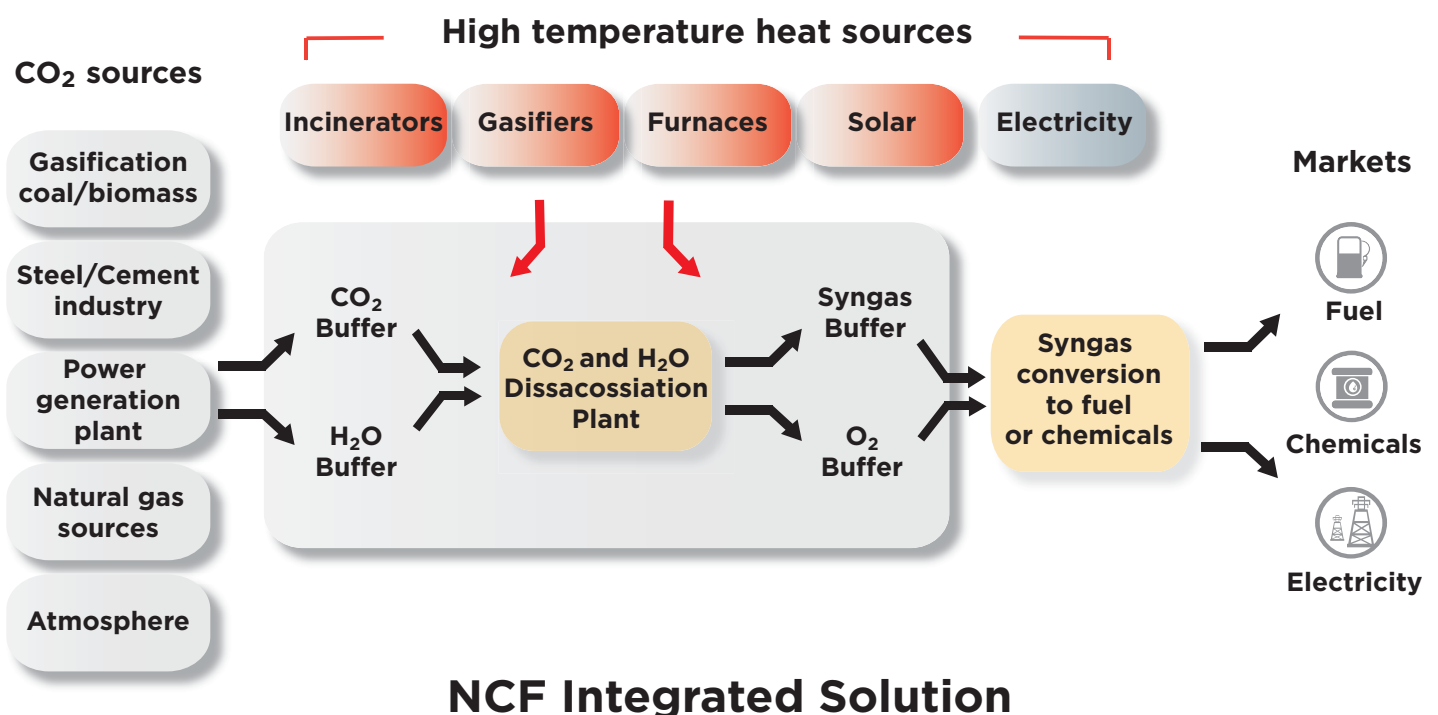 High temperature heat sources
CO₂ sources
Incinerators
Gasifiers
Furnaces
Solar
Electricity
Gasification
coal/biomass
Steel/Cement
industry
Power
generation
plant
Natural gas
sources
Atmosphere
CO₂
Buffer
H₂O
Buffer
CO₂ and H₂O
Dissacossiation
Plant
Syngas
Buffer
O₂
Buffer
Syngas
conversion
to fuel
or chemicals
Markets
Fuel
Chemicals
Electricity
NCF Integrated Solution